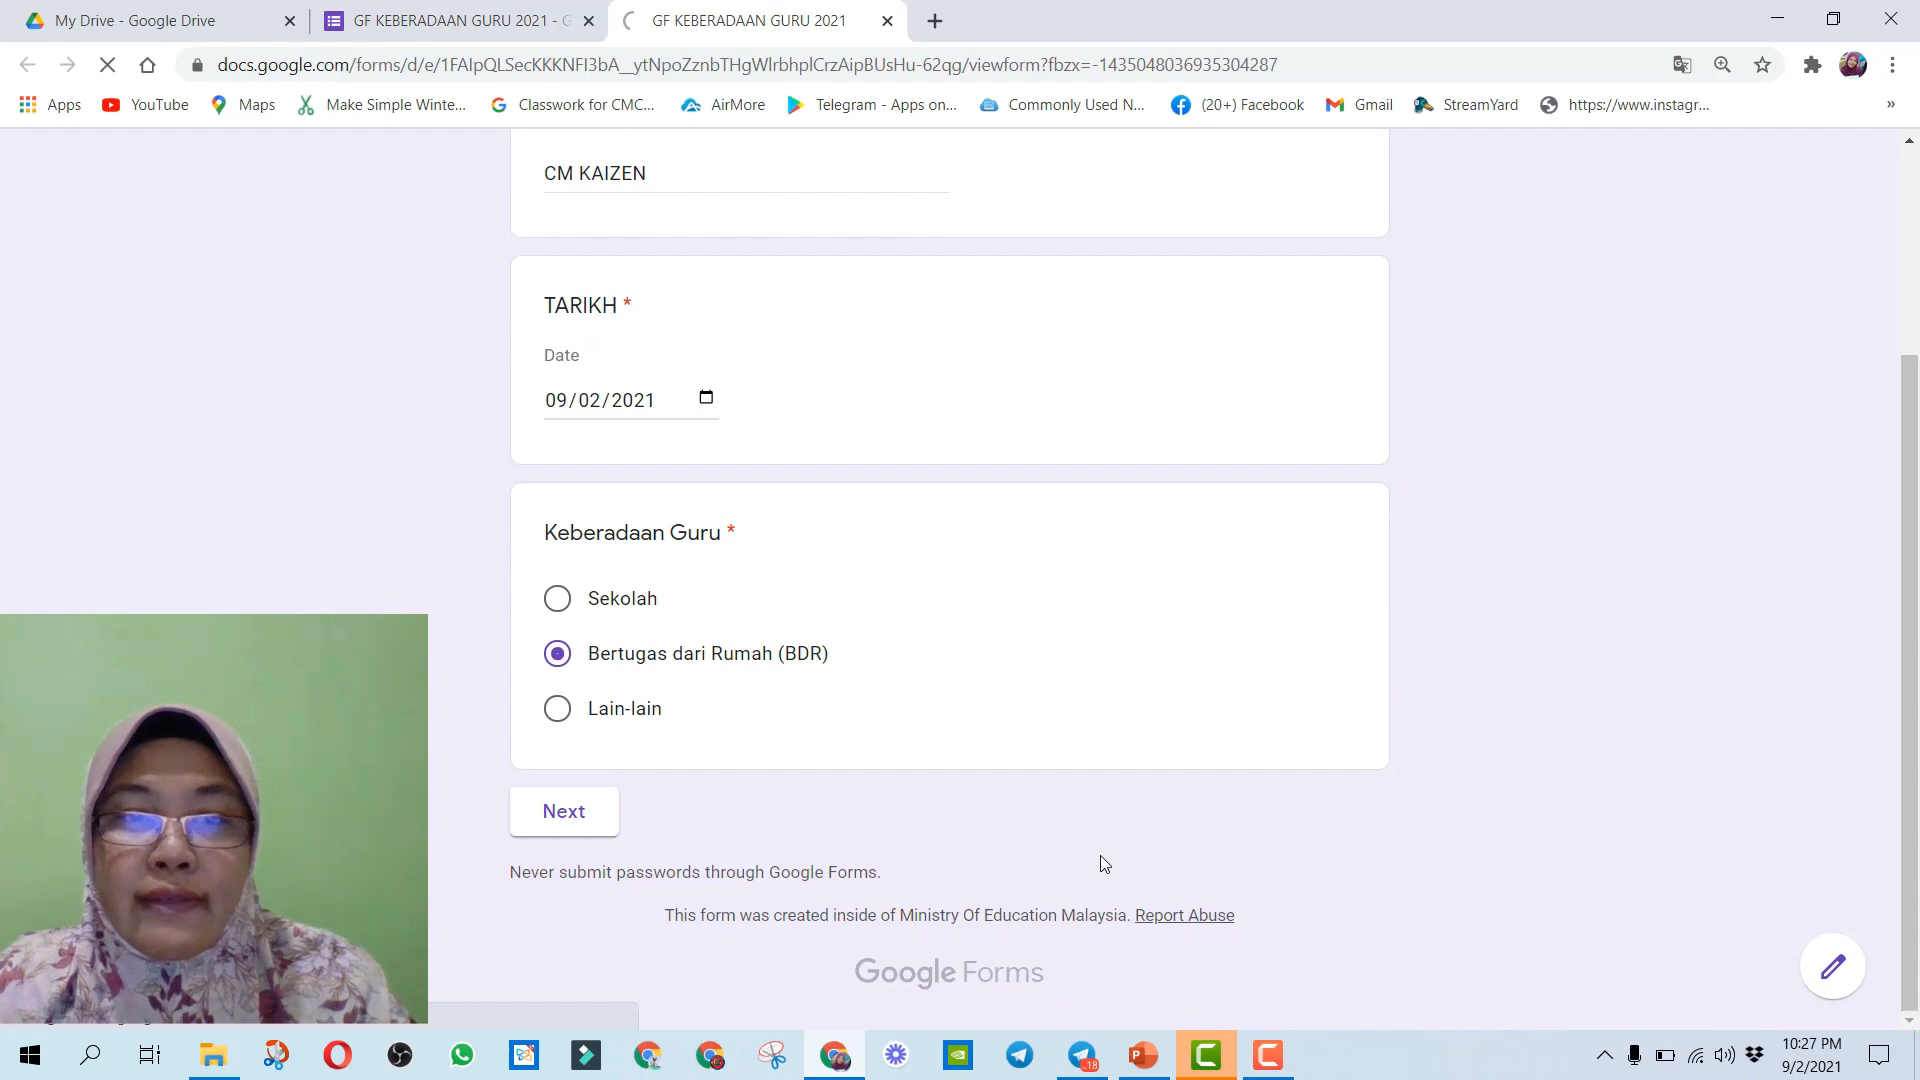 My Drive - Google Drive
GF KEBERADAAN GURU 2021 - G
GF KEBERADAAN GURU 2021
docs.google.com/forms/d/e/1FAIpQLSecKKKNFI3bA__ytNpoZznbTHgWlrbhplCrzAipBUsHu-62qg/viewform?fbzx=-1435048036935304287
Apps
YouTube
Maps
Make Simple Winte...
Classwork for CMC...
AirMore
Telegram - Apps on...
Commonly Used N...
(20+) Facebook
Gmail
StreamYard
https://www.instagr...
»
CM KAIZEN
TARIKH *
Date
09/02/2021
Keberadaan Guru *
Sekolah
Bertugas dari Rumah (BDR)
Lain-lain
Next
Never submit passwords through Google Forms.
This form was created inside of Ministry Of Education Malaysia. Report Abuse
Google Forms
18
10:27 PM
9/2/2021